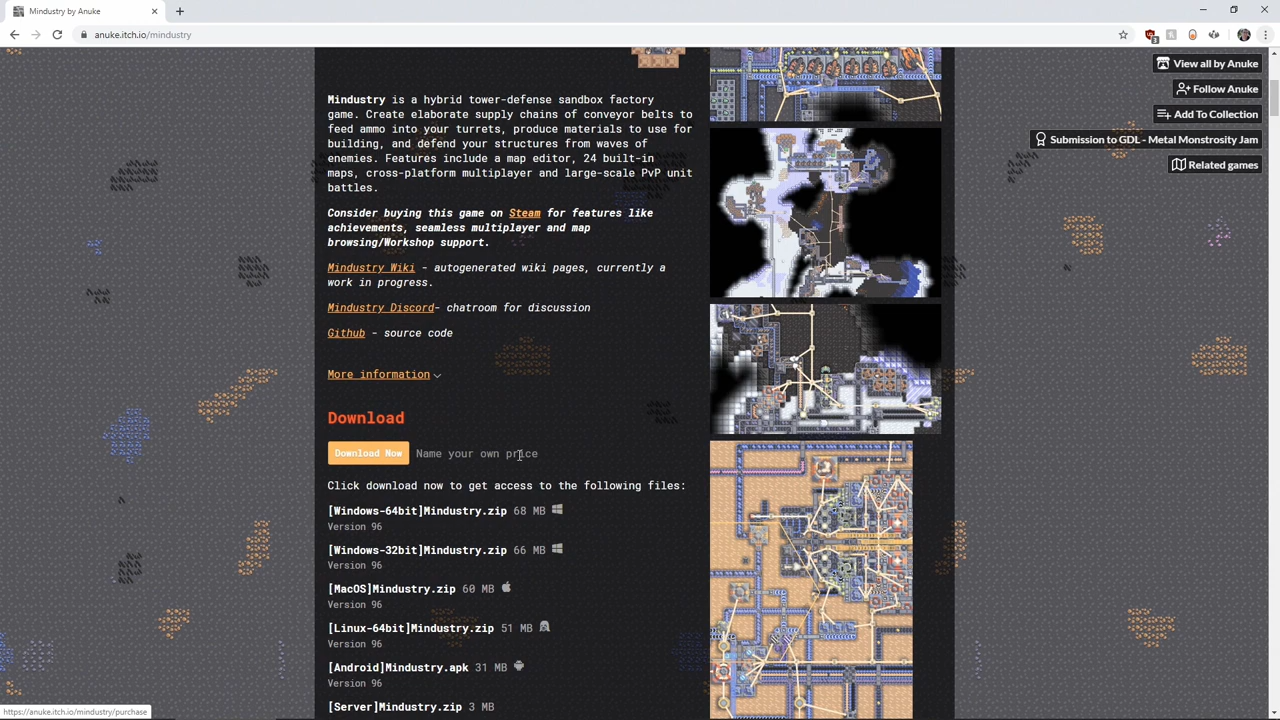 Mindustry by Anuke
anuke.itch.io/mindustry
3
View all by Anuke
Follow Anuke
Add To Collection
Submission to GDL - Metal Monstrosity Jam
Related games
Mindustry is a hybrid tower-defense sandbox factory
game. Create elaborate supply chains of conveyor belts to
feed ammo into your turrets, produce materials to use for
building, and defend your structures from waves of
enemies. Features include a map editor, 24 built-in
maps, cross-platform multiplayer and large-scale PvP unit
battles.
Consider buying this game on Steam for features like
achievements, seamless multiplayer and map
browsing/Workshop support.
Mindustry Wiki - autogenerated wiki pages, currently a
work in progress.
Mindustry Discord- chatroom for discussion
Github - source code
More information
Download
Download Now Name your own price
Click download now to get access to the following files:
[Windows-64bit]Mindustry.zip 68 MB
Version 96
[Windows-32bit]Mindustry.zip 66 MB
Version 96
[MacOS]Mindustry.zip 60 MB
Version 96
[Linux-64bit]Mindustry.zip 51 MB
Version 96
[Android]Mindustry.apk 31 MB
Version 96
[Server]Mindustry.zip 3 MB
https://anuke.itch.io/mindustry/purchase